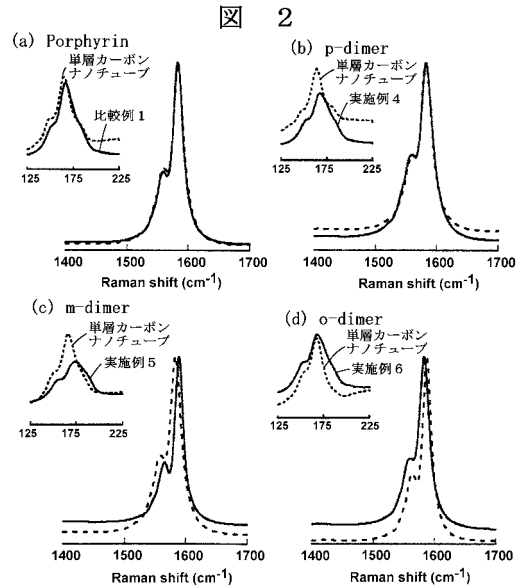 図 2
(a) Porphyrin
単層カーボン
ナノチューブ
比較例1
125 175 225
1400 1500 1600 1700
Raman shift (cm-1)
(b) p-dimer
単層カーボン
ナノチューブ
実施例4
125 175 225
1400 1500 1600 1700
Raman shift (cm-1)
(c) m-dimer
単層カーボン
ナノチューブ
実施例5
125 175 225
1400 1500 1600 1700
Raman shift (cm-1)
(d) o-dimer
単層カーボン
ナノチューブ
実施例6
125 175 225
1400 1500 1600 1700
Raman shift (cm-1)